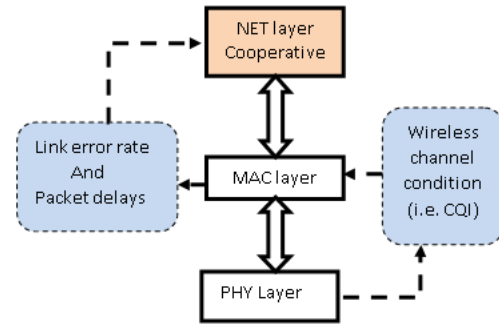 NET layer
Cooperative
Link error rate
And
Packet delays
MAC layer
Wireless
channel
condition
(i.e. CQI)
PHY Layer